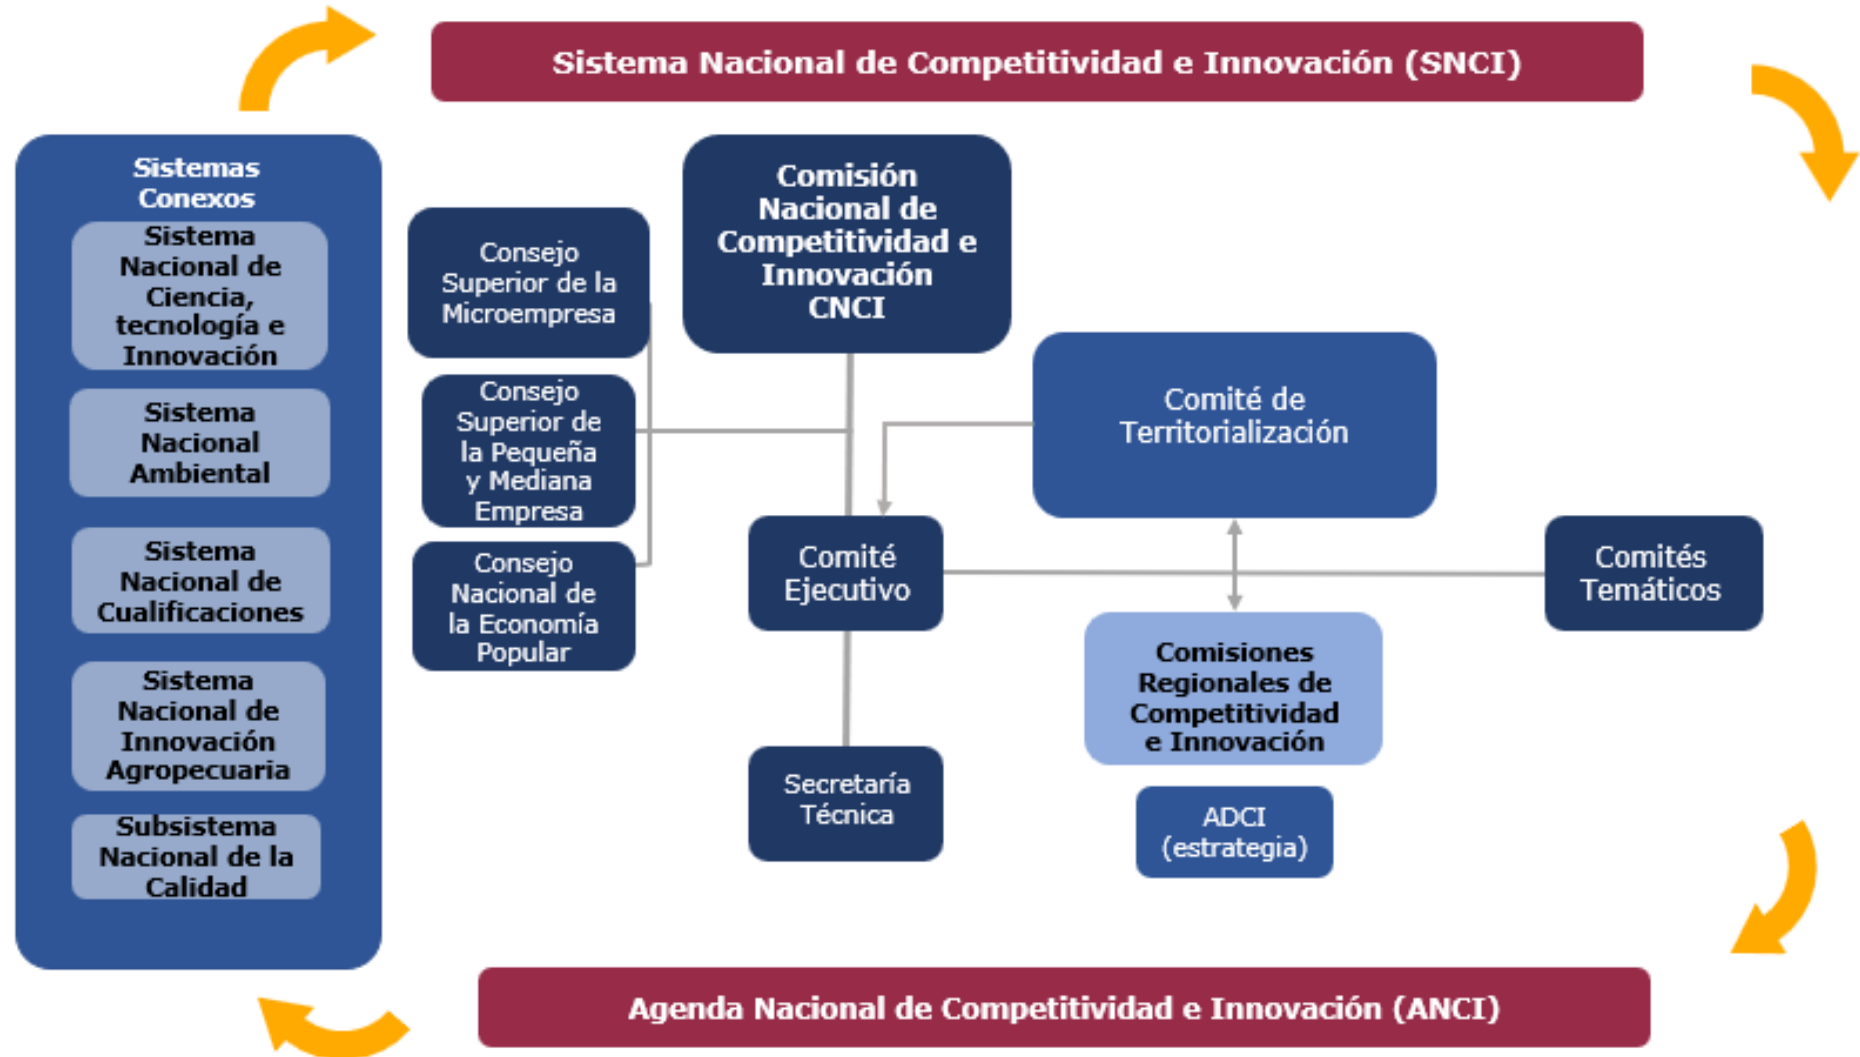 Sistema Nacional de Competitividad e Innovación (SNCI)
Sistemas
Conexos
Sistema
Nacional de
Ciencia,
tecnología e
Innovación
Sistema
Nacional
Ambiental
Sistema
Nacional de
Cualificaciones
Sistema
Nacional de
Innovación
Agropecuaria
Subsistema
Nacional de la
Calidad
Consejo
Superior de la
Microempresa
Consejo
Superior de
la Pequeña
y Mediana
Empresa
Consejo
Nacional de
la Economía
Popular
Comisión
Nacional de
Competitividad e
Innovación
CNCI
Comité
Ejecutivo
Secretaría
Técnica
Comité de
Territorialización
Comisiones
Regionales de
Competitividad
e Innovación
ADCI
(estrategia)
Comités
Temáticos
Agenda Nacional de Competitividad e Innovación (ANCI)